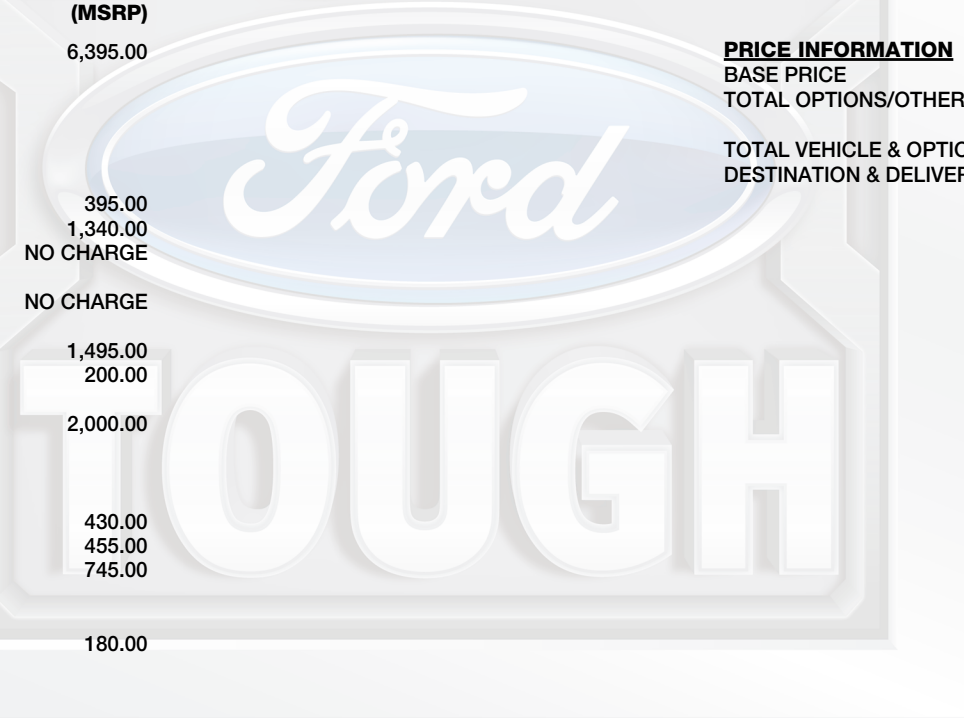 (MSRP)
6,395.00
395.00
1,340.00
NO CHARGE
NO CHARGE
1,495.00
200.00
2,000.00
430.00
455.00
745.00
180.00
PRICE INFORMATION
BASE PRICE
TOTAL OPTIONS/OTHER
TOTAL VEHICLE & OPTIO
DESTINATION & DELIVER
Ford
TOUGH